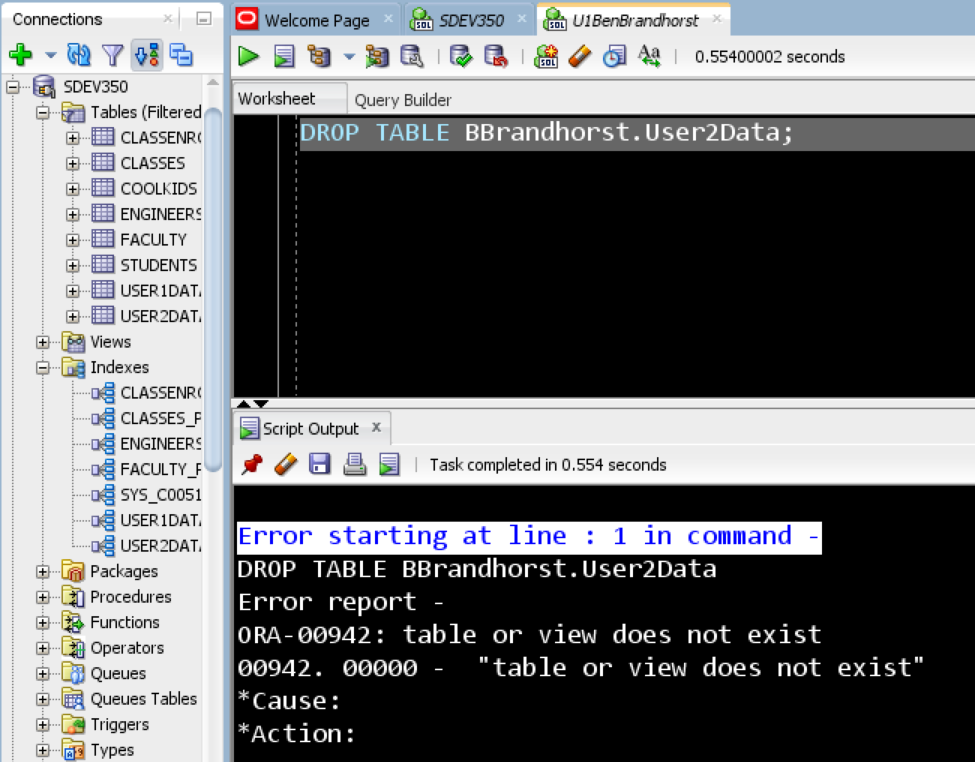 Connections
Welcome Page
SDEV350
U1BenBrandhorst
0.55400002 seconds
SDEV350
Tables (Filtered
CLASSENR
CLASSES
COOLKIDS
ENGINEERS
FACULTY
STUDENTS
USER1DATA
USER2DATA
Views
Indexes
CLASSENR
CLASSES_P
ENGINEERS
FACULTY_P
SYS_C0051
USER1DAT
USER2DAT
Packages
Procedures
Functions
Operators
Queues
Queues Tables
Triggers
Types
Worksheet
Query Builder
DROP TABLE BBrandhorst.User2Data;
Script Output
Task completed in 0.554 seconds
Error starting at line : 1 in command -
DROP TABLE BBrandhorst.User2Data
Error report -
ORA-00942: table or view does not exist
00942. 00000 -  "table or view does not exist"
*Cause:
*Action: